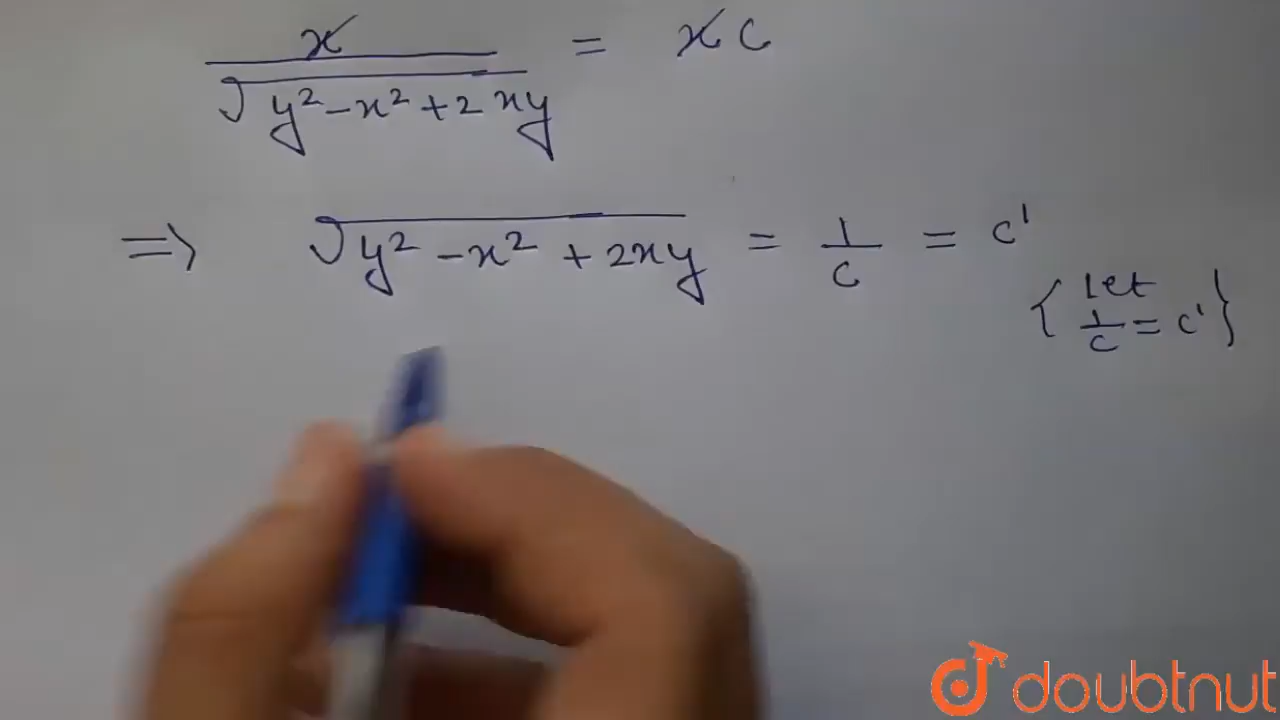 x/√(y² - x² + 2xy) = xc
⇒ √(y² - x² + 2xy) = 1/c = c'
{Let 1/c = c'}
doubtnut